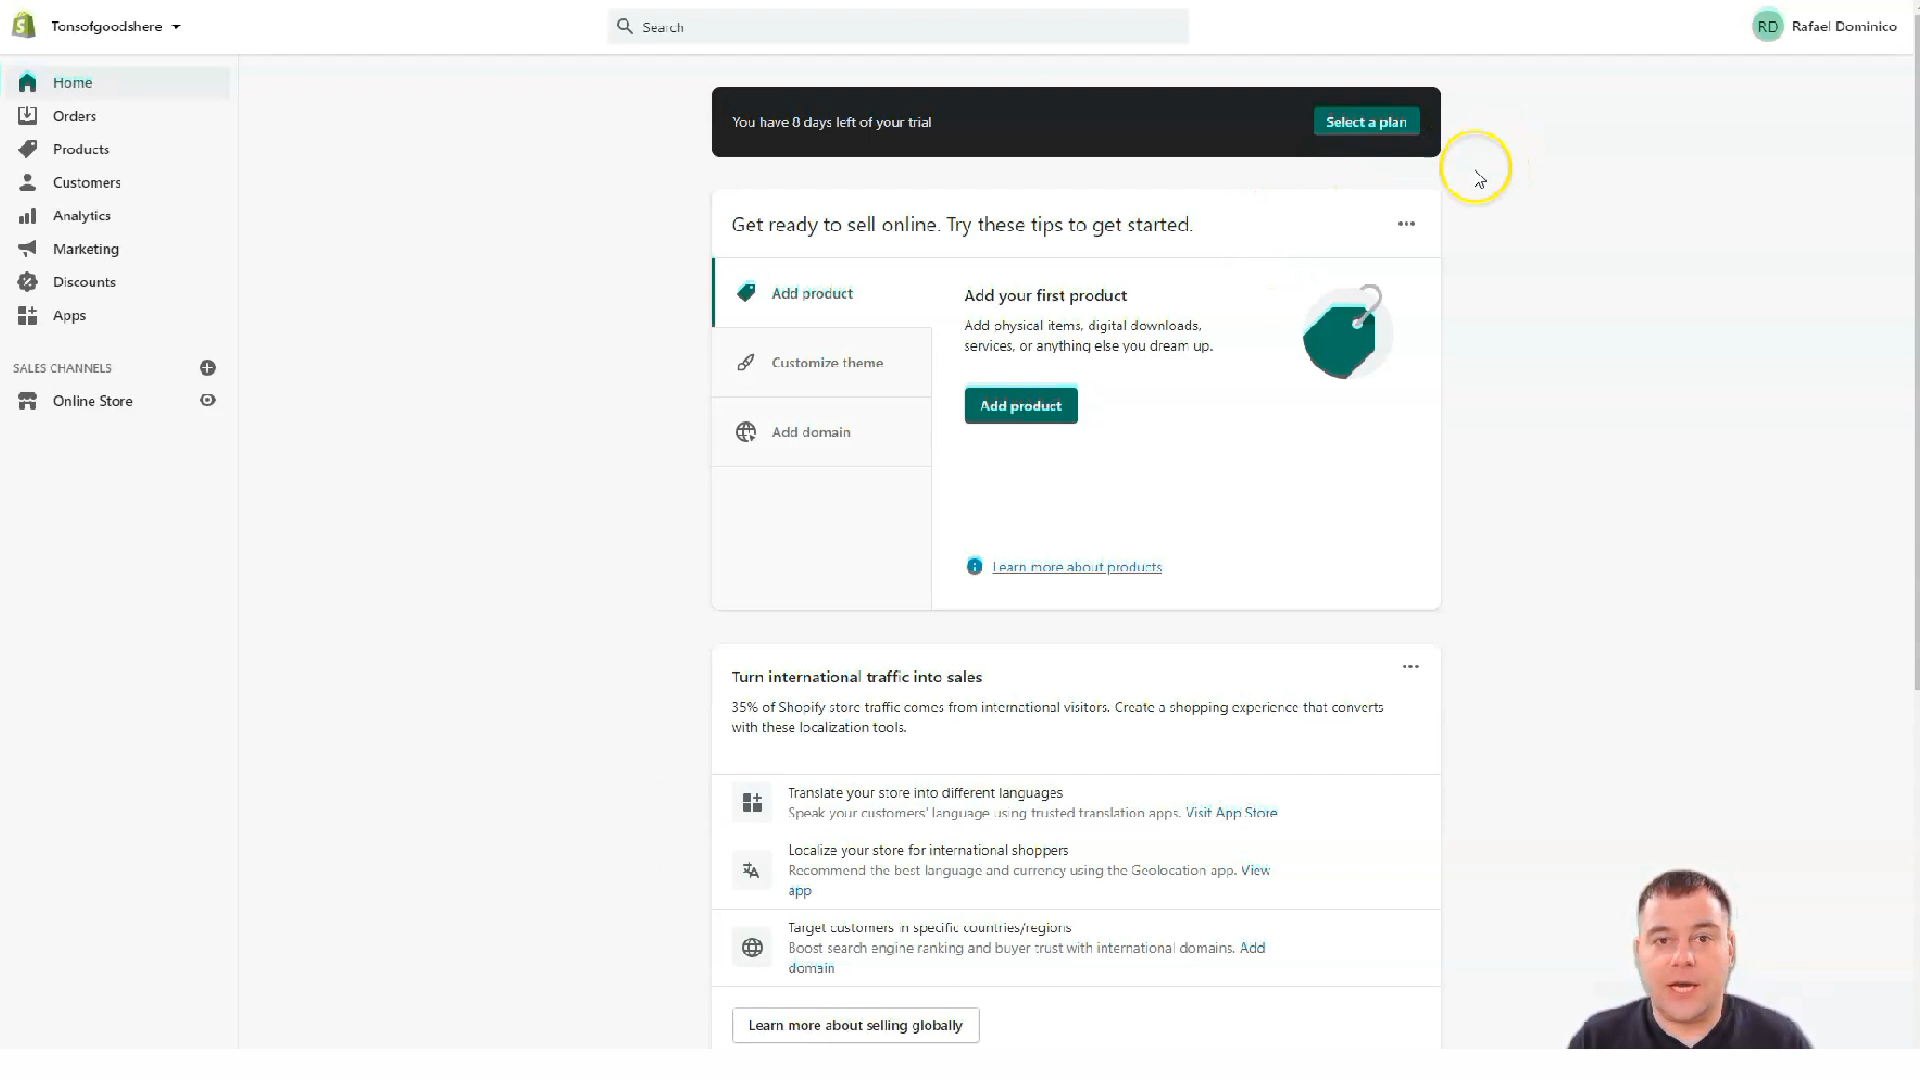 Tonsofgoodshere
Search
RD Rafael Dominico
Home
Orders
Products
Customers
Analytics
Marketing
Discounts
Apps
SALES CHANNELS
Online Store
You have 8 days left of your trial
Select a plan
Get ready to sell online. Try these tips to get started.
Add product
Customize theme
Add domain
Add your first product
Add physical items, digital downloads,
services, or anything else you dream up.
Add product
Learn more about products
Turn international traffic into sales
35% of Shopify store traffic comes from international visitors. Create a shopping experience that converts
with these localization tools.
Translate your store into different languages
Speak your customers' language using trusted translation apps. Visit App Store
Localize your store for international shoppers
Recommend the best language and currency using the Geolocation app. View
app
Target customers in specific countries/regions
Boost search engine ranking and buyer trust with international domains. Add
domain
Learn more about selling globally